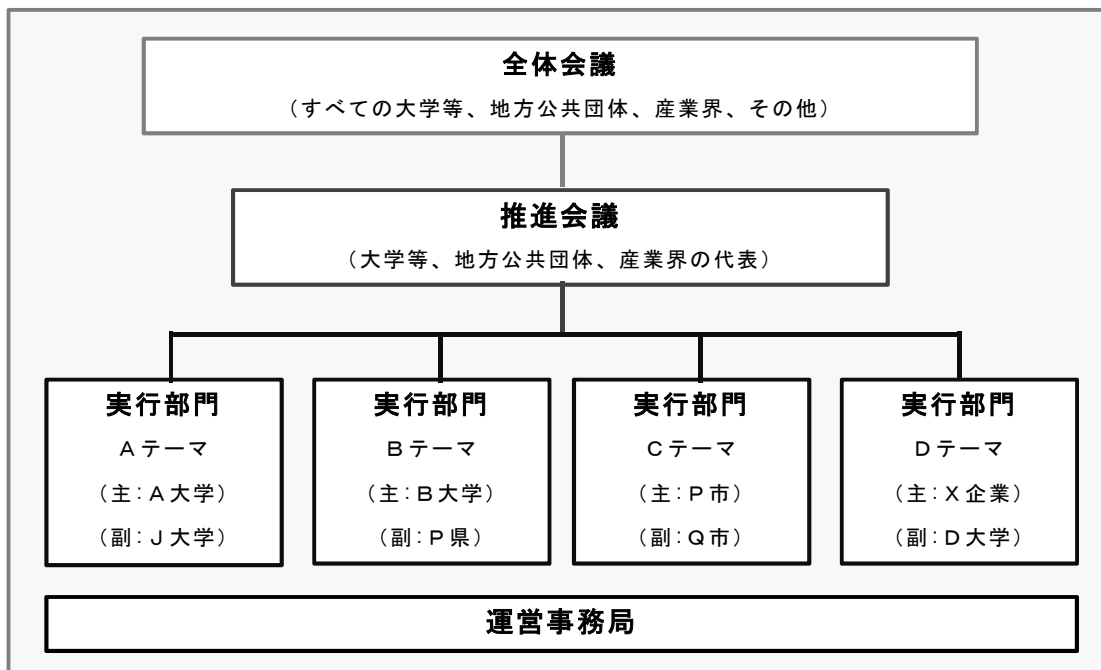 全体会議
（すべての大学等、地方公共団体、産業界、その他）
推進会議
（大学等、地方公共団体、産業界の代表）
実行部門
Aテーマ
（主：A大学）
（副：J大学）
実行部門
Bテーマ
（主：B大学）
（副：P県）
実行部門
Cテーマ
（主：P市）
（副：Q市）
実行部門
Dテーマ
（主：X企業）
（副：D大学）
運営事務局